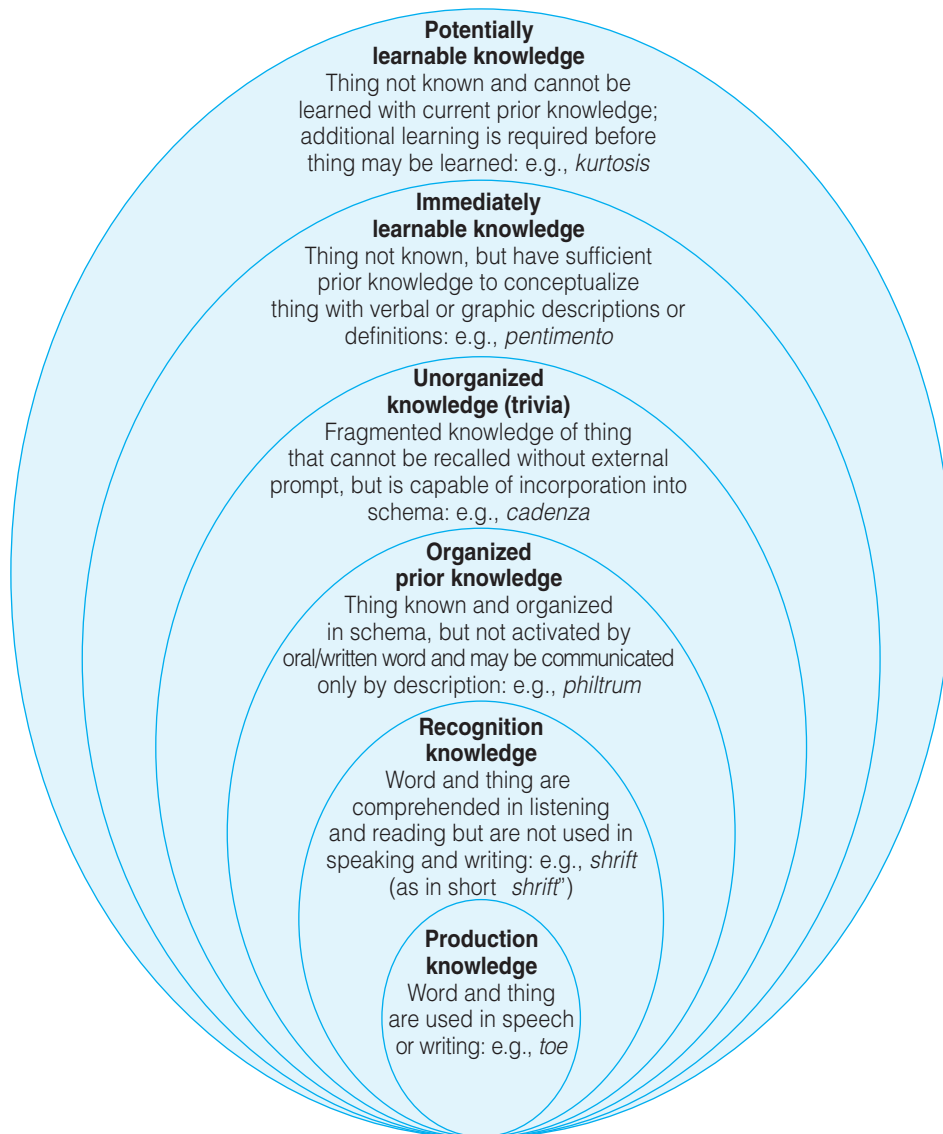 Potentially
learnable knowledge
Thing not known and cannot be
learned with current prior knowledge;
additional learning is required before
thing may be learned: e.g., kurtosis
Immediately
learnable knowledge
Thing not known, but have sufficient
prior knowledge to conceptualize
thing with verbal or graphic descriptions or
definitions: e.g., pentimento
Unorganized
knowledge (trivia)
Fragmented knowledge of thing
that cannot be recalled without external
prompt, but is capable of incorporation into
schema: e.g., cadenza
Organized
prior knowledge
Thing known and organized
in schema, but not activated by
oral/written word and may be communicated
only by description: e.g., philtrum
Recognition
knowledge
Word and thing are
comprehended in listening
and reading but are not used in
speaking and writing: e.g., shrift
(as in short shrift")
Production
knowledge
Word and thing
are used in speech
or writing: e.g., toe